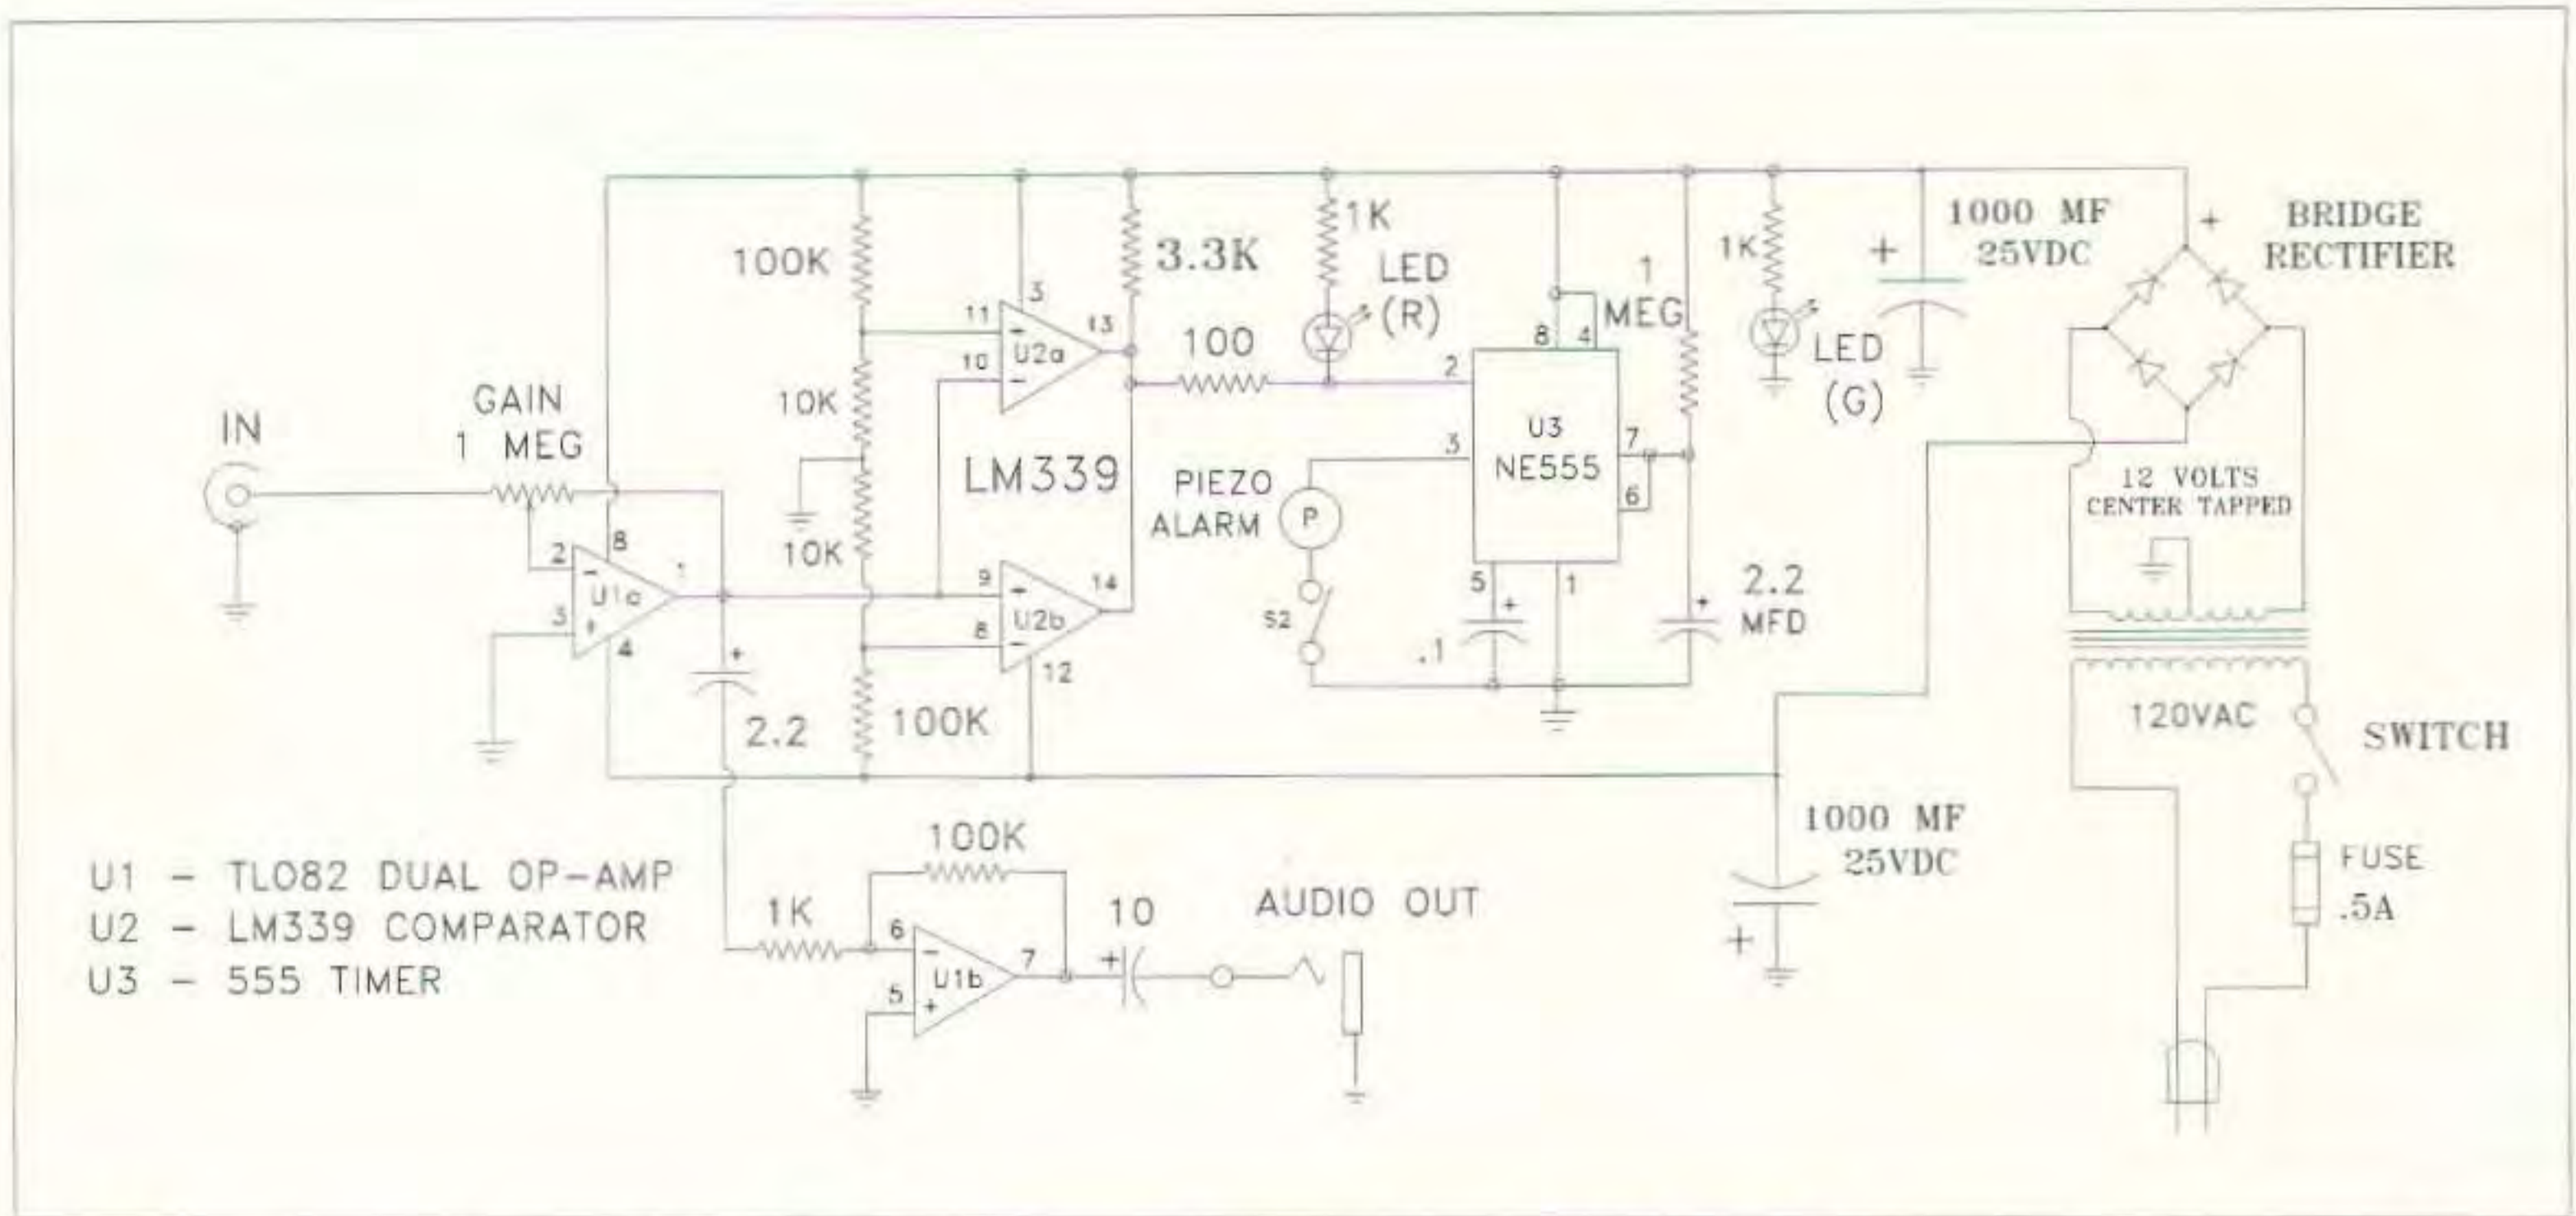 IN
GAIN
1 MEG
2
8
1
U1a
3
4
100K
10K
10K
100K
11
3
13
10
U2a
LM339
9
14
8
U2b
12
3.3K
100
1K
LED
(R)
PIEZO
ALARM
P
S2
2
3
8
4
U3
NE555
7
6
5
1
.1
1
MEG
2.2
MFD
1K
LED
(G)
1000 MF
25VDC
BRIDGE
RECTIFIER
12 VOLTS
CENTER TAPPED
120VAC
SWITCH
FUSE
.5A
1000 MF
25VDC
2.2
100K
1K
6
7
5
U1b
10
AUDIO OUT
U1 - TL082 DUAL OP-AMP
U2 - LM339 COMPARATOR
U3 - 555 TIMER